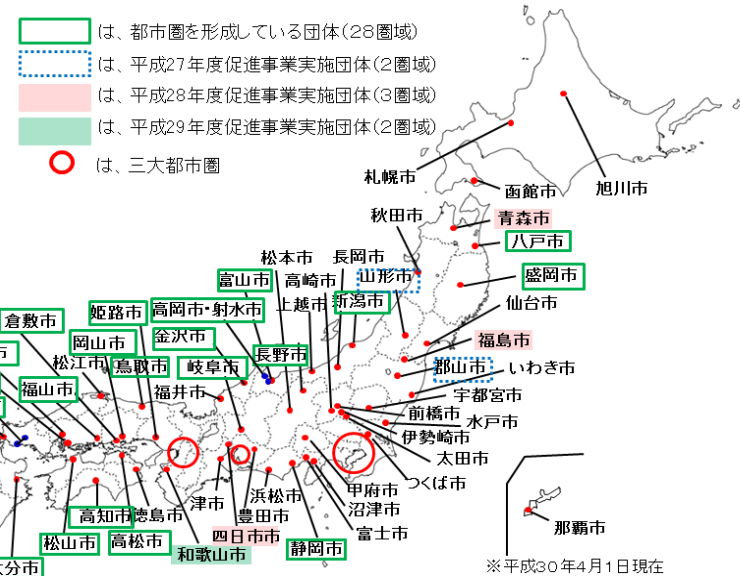 は、都市圏を形成している団体(28圏域)
は、平成27年度促進事業実施団体(2圏域)
は、平成28年度促進事業実施団体(3圏域)
は、平成29年度促進事業実施団体(2圏域)
は、三大都市圏
札幌市
旭川市
函館市
秋田市
青森市
八戸市
松本市
長岡市
富山市
高崎市
山形市
盛岡市
姫路市
高岡市・射水市
上越市
新潟市
仙台市
倉敷市
岡山市
金沢市
福島市
市
松江市
鳥取市
岐阜市
長野市
郡山市
いわき市
福山市
福井市
宇都宮市
前橋市
水戸市
伊勢崎市
太田市
つくば市
甲府市
津市
浜松市
沼津市
高知市
徳島市
豊田市
富士市
那覇市
松山市
高松市
四日市市
和歌山市
静岡市
大分市
※平成30年4月1日現在